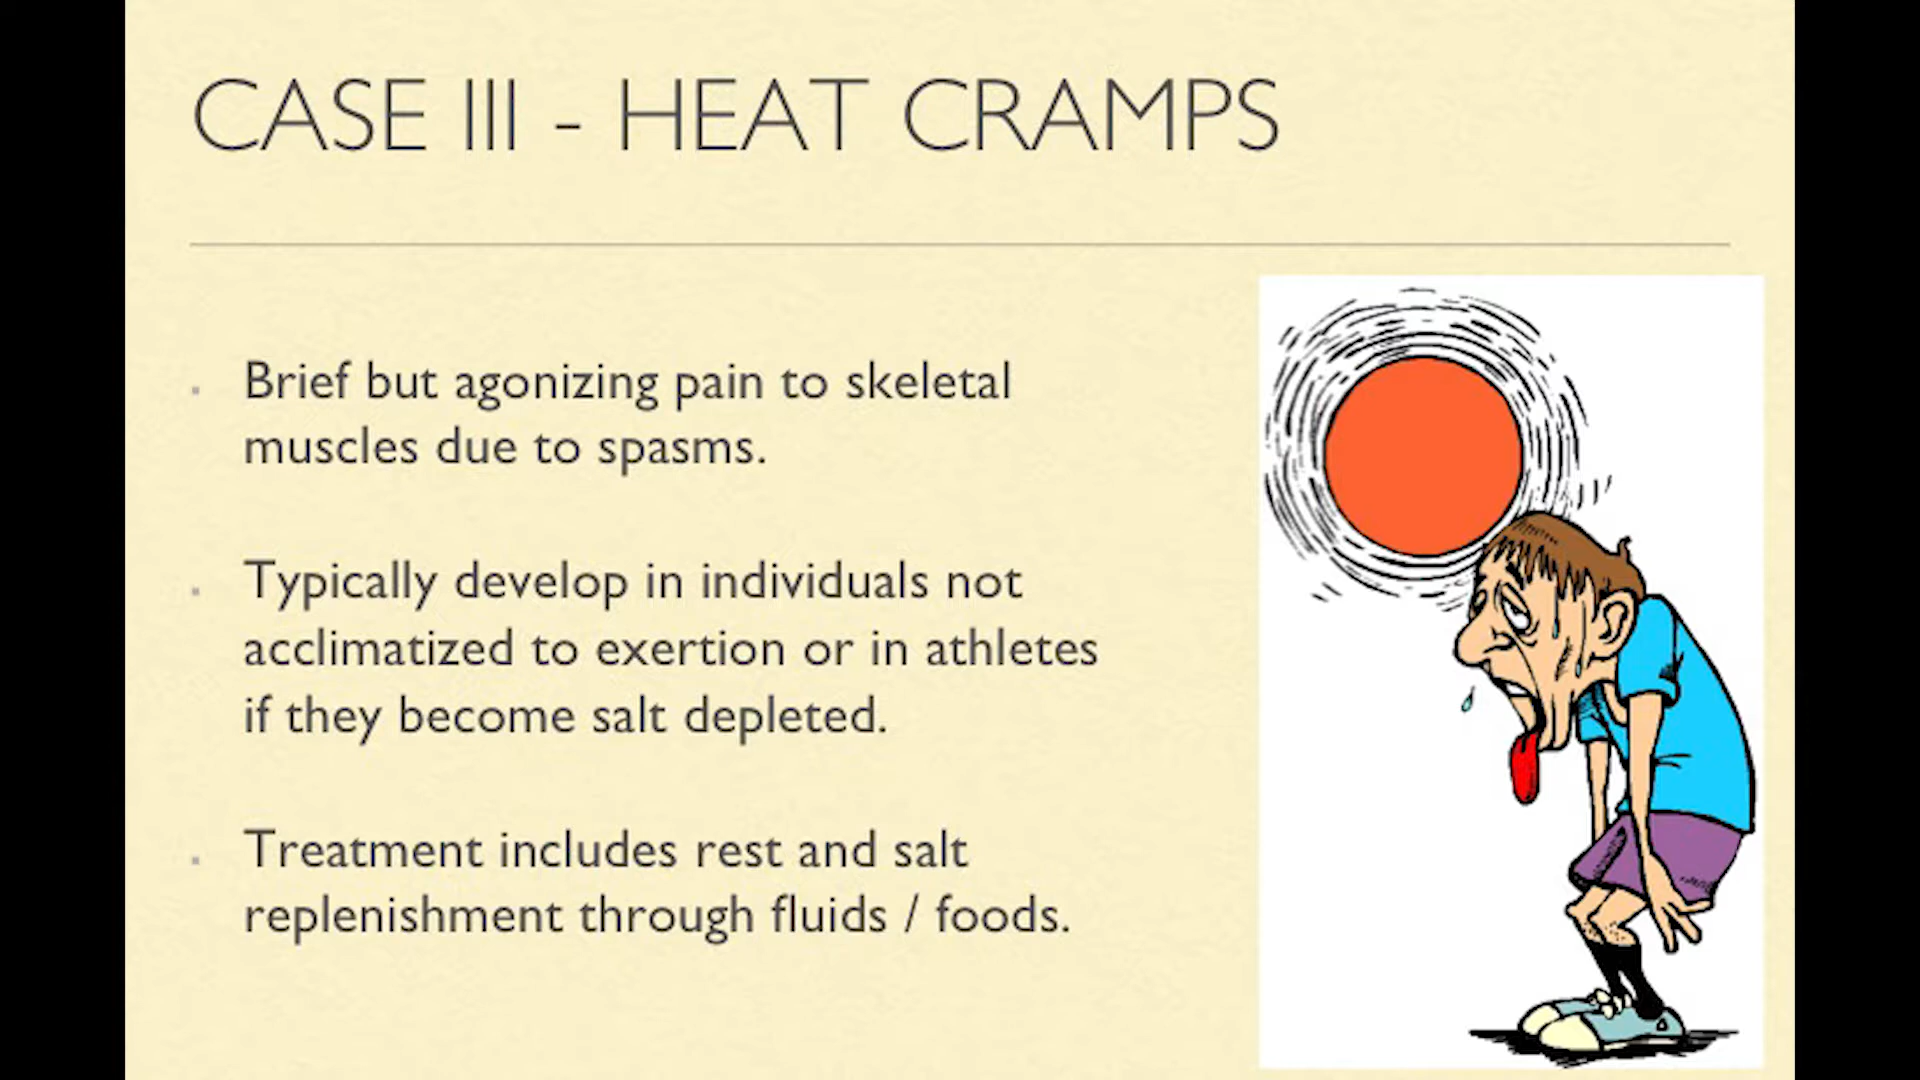 CASE III - HEAT CRAMPS
Brief but agonizing pain to skeletal
muscles due to spasms.
Typically develop in individuals not
acclimatized to exertion or in athletes
if they become salt depleted.
Treatment includes rest and salt
replenishment through fluids / foods.